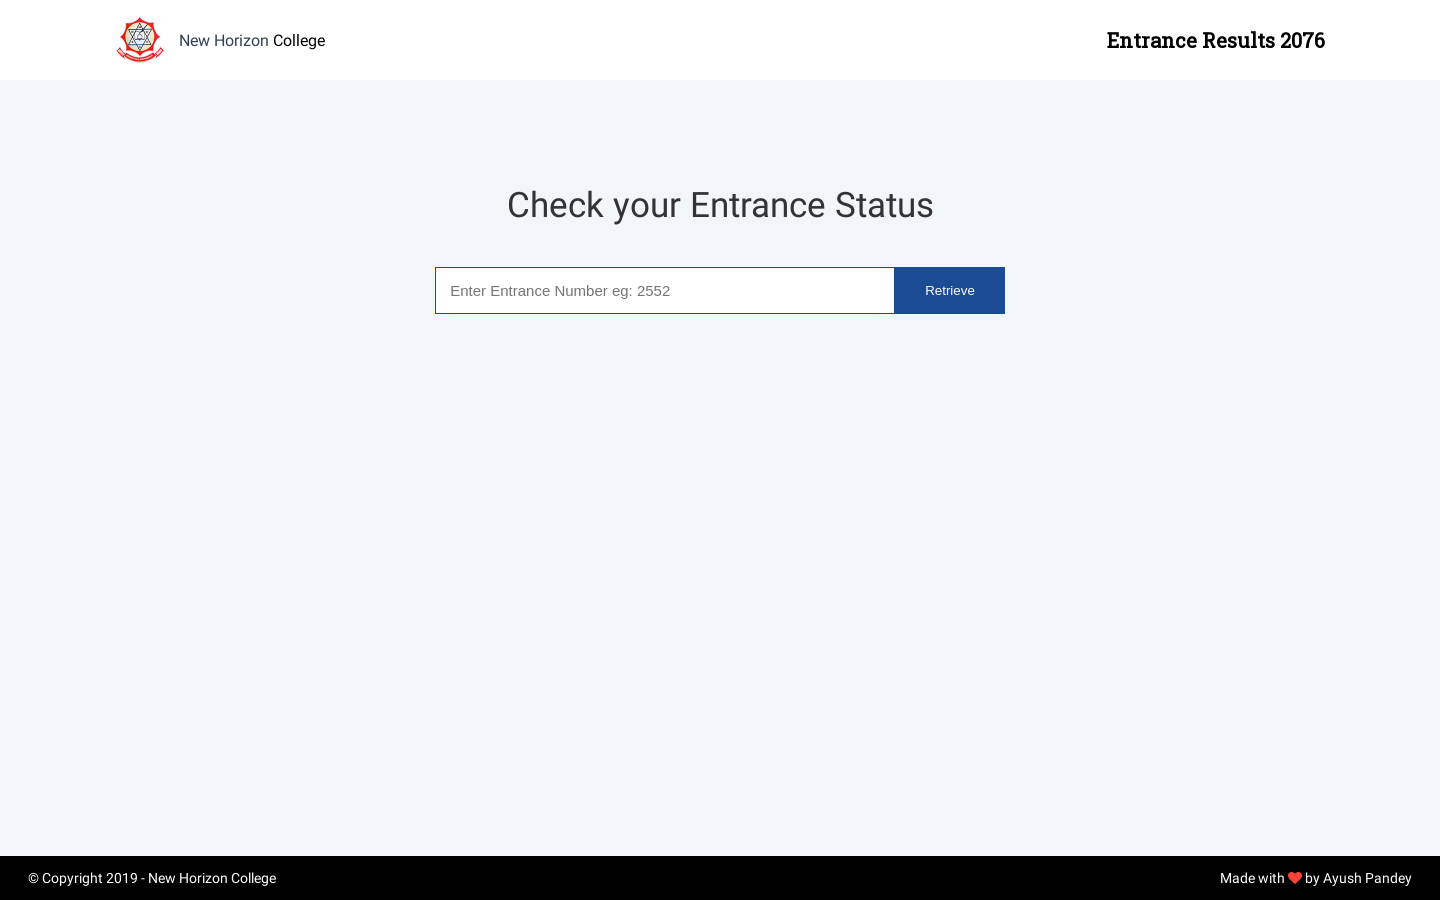 New Horizon College
Entrance Results 2076
Check your Entrance Status
Enter Entrance Number eg: 2552
Retrieve
© Copyright 2019 - New Horizon College
Made with ❤ by Ayush Pandey